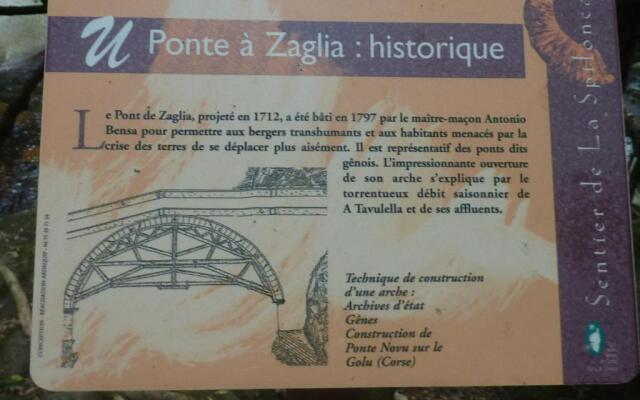 U Ponte à Zaglia : historique
Le Pont de Zaglia, projeté en 1712, a été bâti en 1797 par le maître-maçon Antonio
Bensa pour permettre aux bergers transhumants et aux habitants menacés par la
crise des terres de se déplacer plus aisément. Il est représentatif des ponts dits
génois. L'impressionnante ouverture
de son arche s'explique par le
torrentueux débit saisonnier de
A Tavulella et de ses affluents.
Technique de construction
d'une arche :
Archives d'état
Gênes
Construction de
Ponte Novu sur le
Golu (Corse)
Sentier de La Spilonca